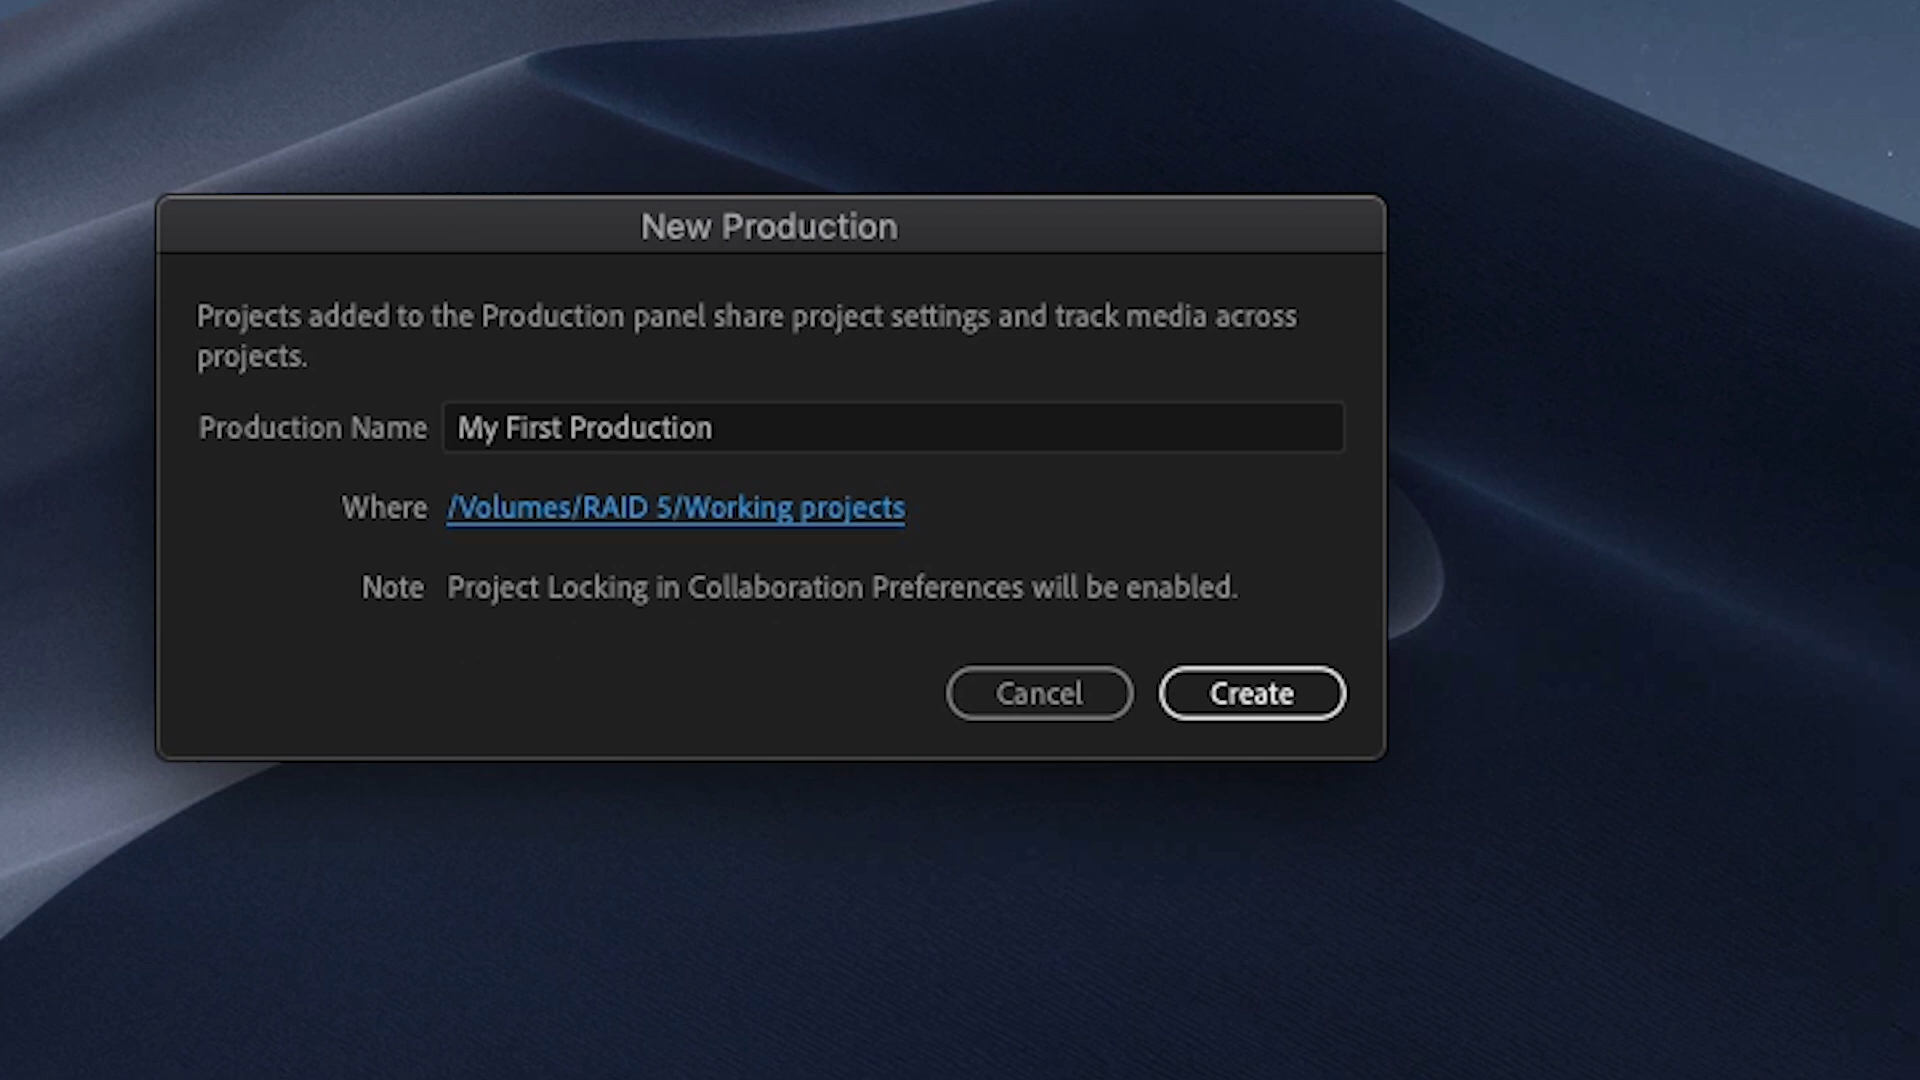 New Production
Projects added to the Production panel share project settings and track media across
projects.
Production Name My First Production
Where /Volumes/RAID 5/Working projects
Note Project Locking in Collaboration Preferences will be enabled.
Cancel Create